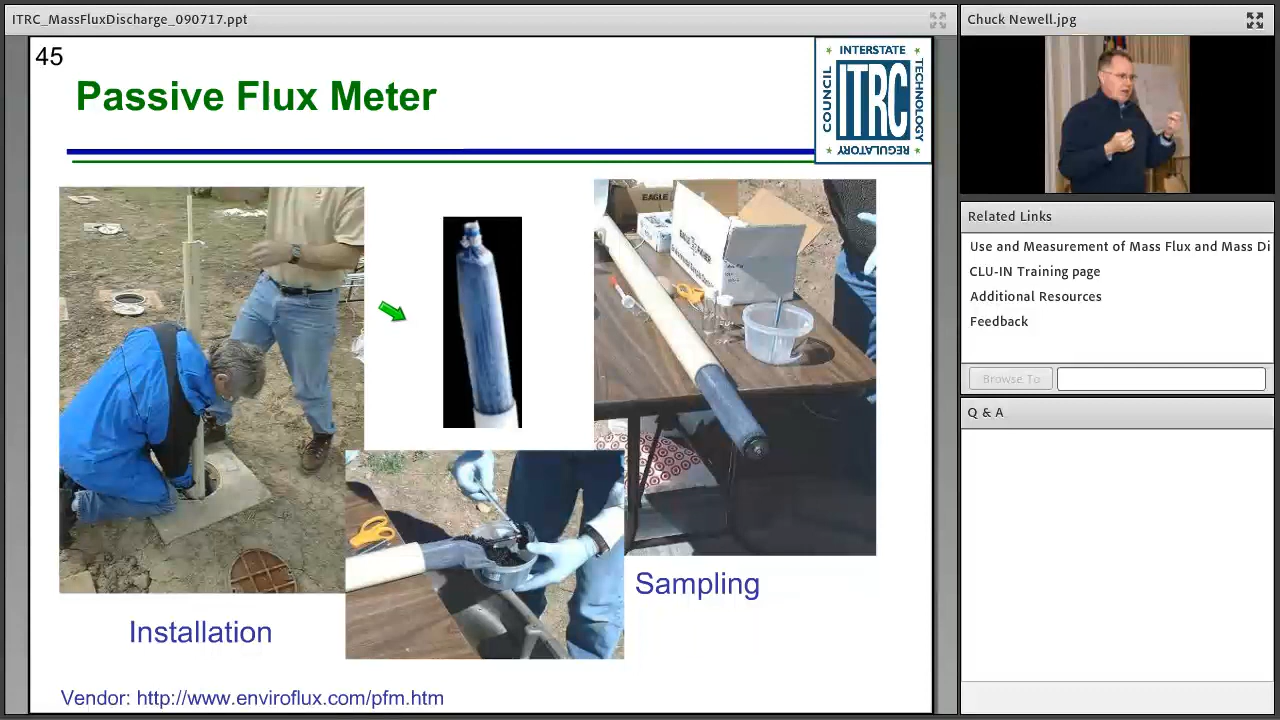 ITRC_MassFluxDischarge_090717.ppt
45
Passive Flux Meter
INTERSTATE
COUNCIL
ITRC
TECHNOLOGY
REGULATORY
EAGLE
Installation
Sampling
Vendor: http://www.enviroflux.com/pfm.htm
Chuck Newell.jpg
Related Links
Use and Measurement of Mass Flux and Mass Di
CLU-IN Training page
Additional Resources
Feedback
Browse To
Q & A